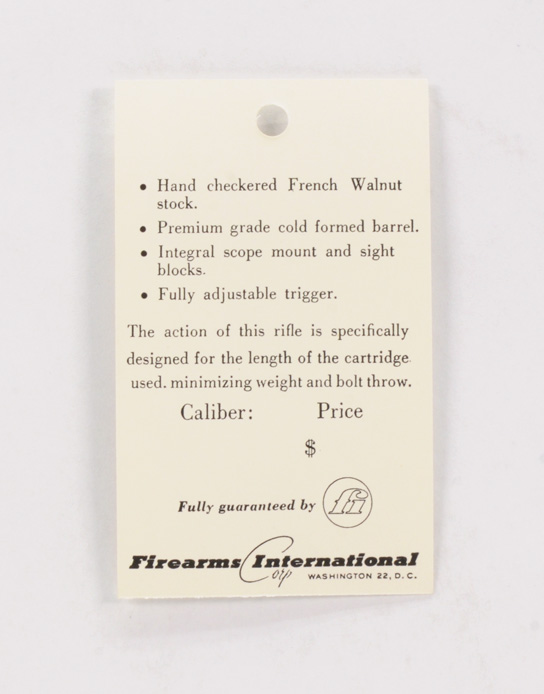 • Hand checkered French Walnut
stock.
• Premium grade cold formed barrel.
• Integral scope mount and sight
blocks.
• Fully adjustable trigger.
The action of this rifle is specifically
designed for the length of the cartridge
used. minimizing weight and bolt throw.
Caliber: Price
$
Fully guaranteed by fi
Firearms International
Corp WASHINGTON 22, D. C.